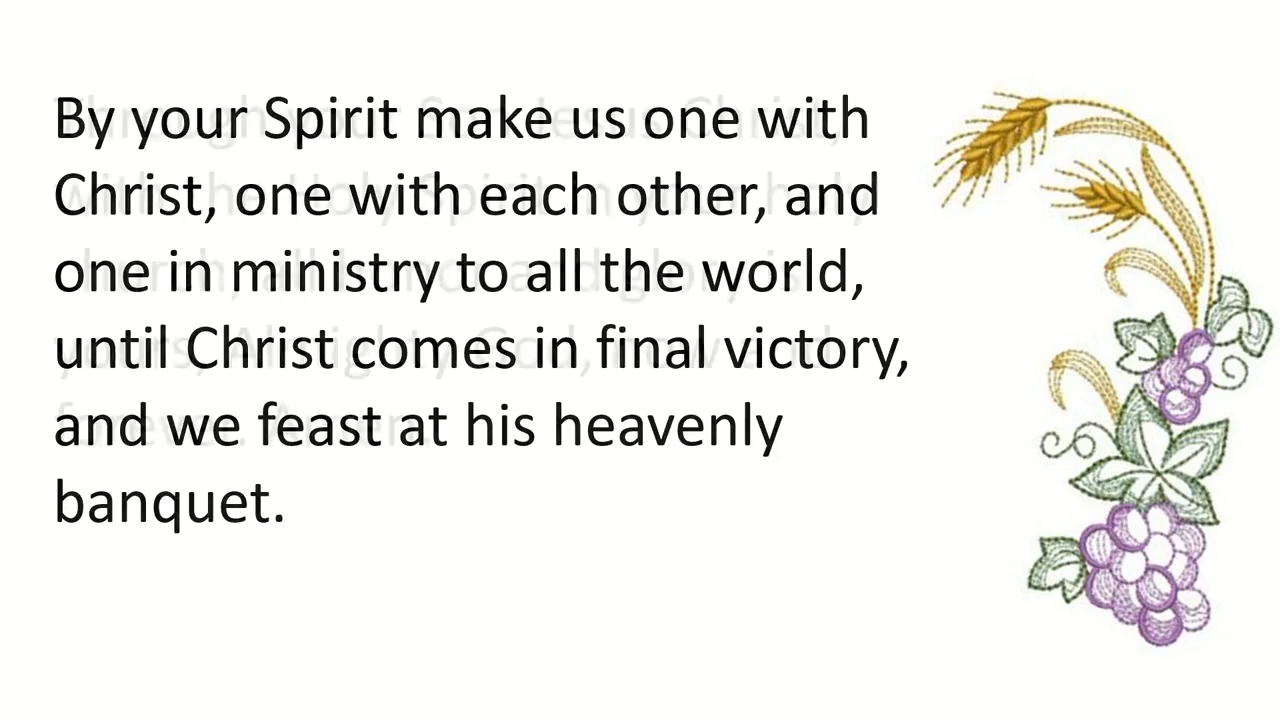 By your Spirit make us one with
Christ, one with each other, and
one in ministry to all the world,
until Christ comes in final victory,
and we feast at his heavenly
banquet.